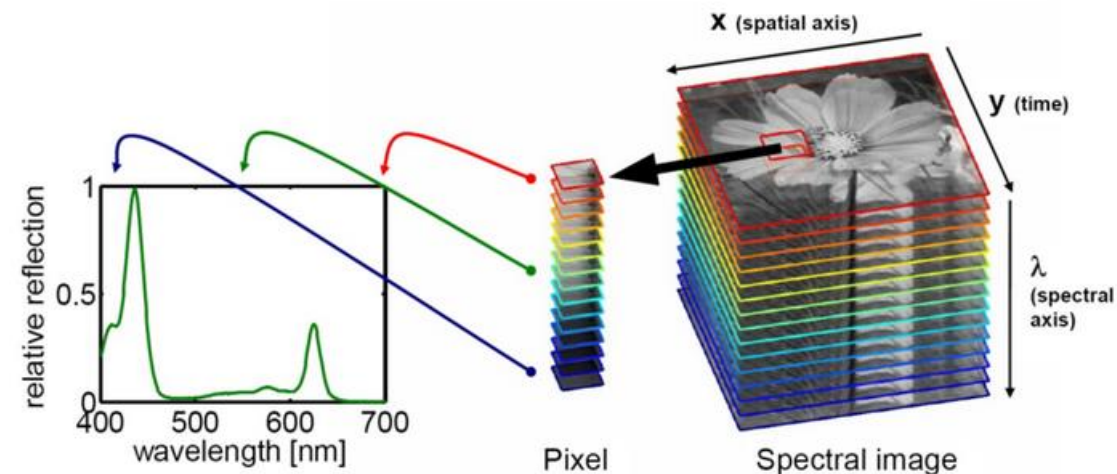 x (spatial axis)
y (time)
λ
(spectral
axis)
relative reflection
1
0.5
0
400 500 600 700
wavelength [nm]
Pixel
Spectral image